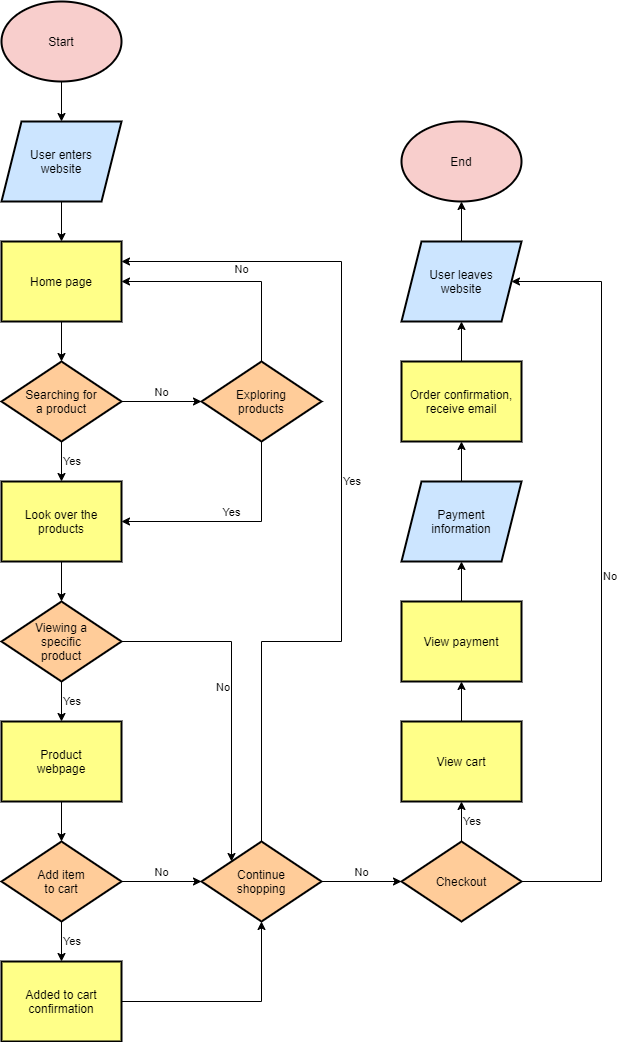 Start
User enters
website
Home page
No
Searching for
a product
No
Exploring
products
Yes
Look over the
products
Yes
Viewing a
specific
product
No
Yes
Yes
Product
webpage
Add item
to cart
No
Continue
shopping
Yes
Added to cart
confirmation
No
Checkout
Yes
No
View cart
View payment
Payment
information
Order confirmation,
receive email
User leaves
website
End